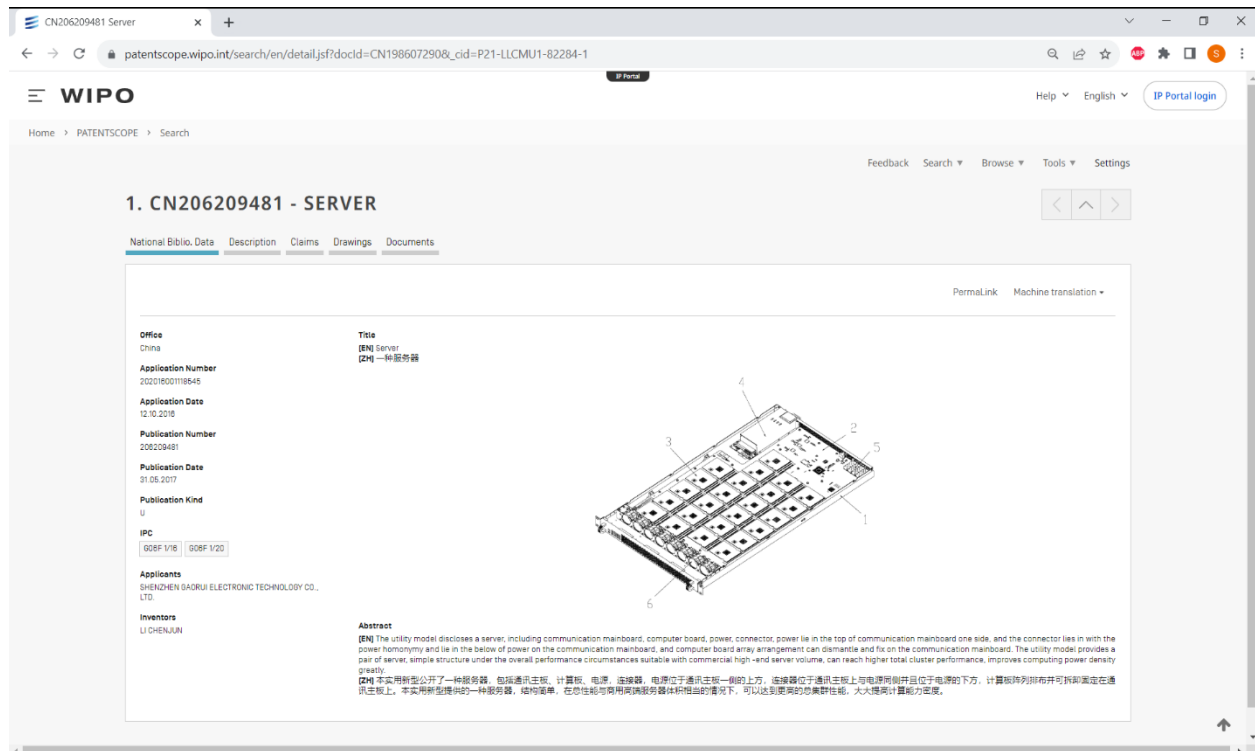 CN206209481 Server
patentscope.wipo.int/search/en/detail.jsf?docId=CN198607290&_cid=P21-LLCMU1-82284-1
ABP
S
IP Portal
WIPO
Help
English
IP Portal login
Home > PATENTSCOPE > Search
Feedback Search Browse Tools Settings
1. CN206209481 - SERVER
National Biblio. Data Description Claims Drawings Documents
PermaLink Machine translation
Office
China
Application Number
202016001118545
Application Date
12.10.2016
Publication Number
206209481
Publication Date
31.05.2017
Publication Kind
U
IPC
G06F 1/16 G06F 1/20
Applicants
SHENZHEN GAORUI ELECTRONIC TECHNOLOGY CO.,
LTD.
Inventors
LI CHENJUN
Title
[EN] Server
[ZH] 一种服务器
4
2
3
5
1
6
Abstract
[EN] The utility model discloses a server, including communication mainboard, computer board, power, connector, power lie in the top of communication mainboard one side, and the connector lies in with the
power homonymy and lie in the below of power on the communication mainboard, and computer board array arrangement can dismantle and fix on the communication mainboard. The utility model provides a
pair of server, simple structure under the overall performance circumstances suitable with commercial high -end server volume, can reach higher total cluster performance, improves computing power density
greatly.
[ZH] 本实用新型公开了一种服务器，包括通讯主板、计算板、电源、连接器，电源位于通讯主板一侧的上方，连接器位于通讯主板上与电源同侧并且位于电源的下方，计算板阵列排布并可拆卸固定在通
讯主板上。本实用新型提供的一种服务器，结构简单，在总性能与商用高端服务器体积相当的情况下，可以达到更高的总集群性能，大大提高计算能力密度。